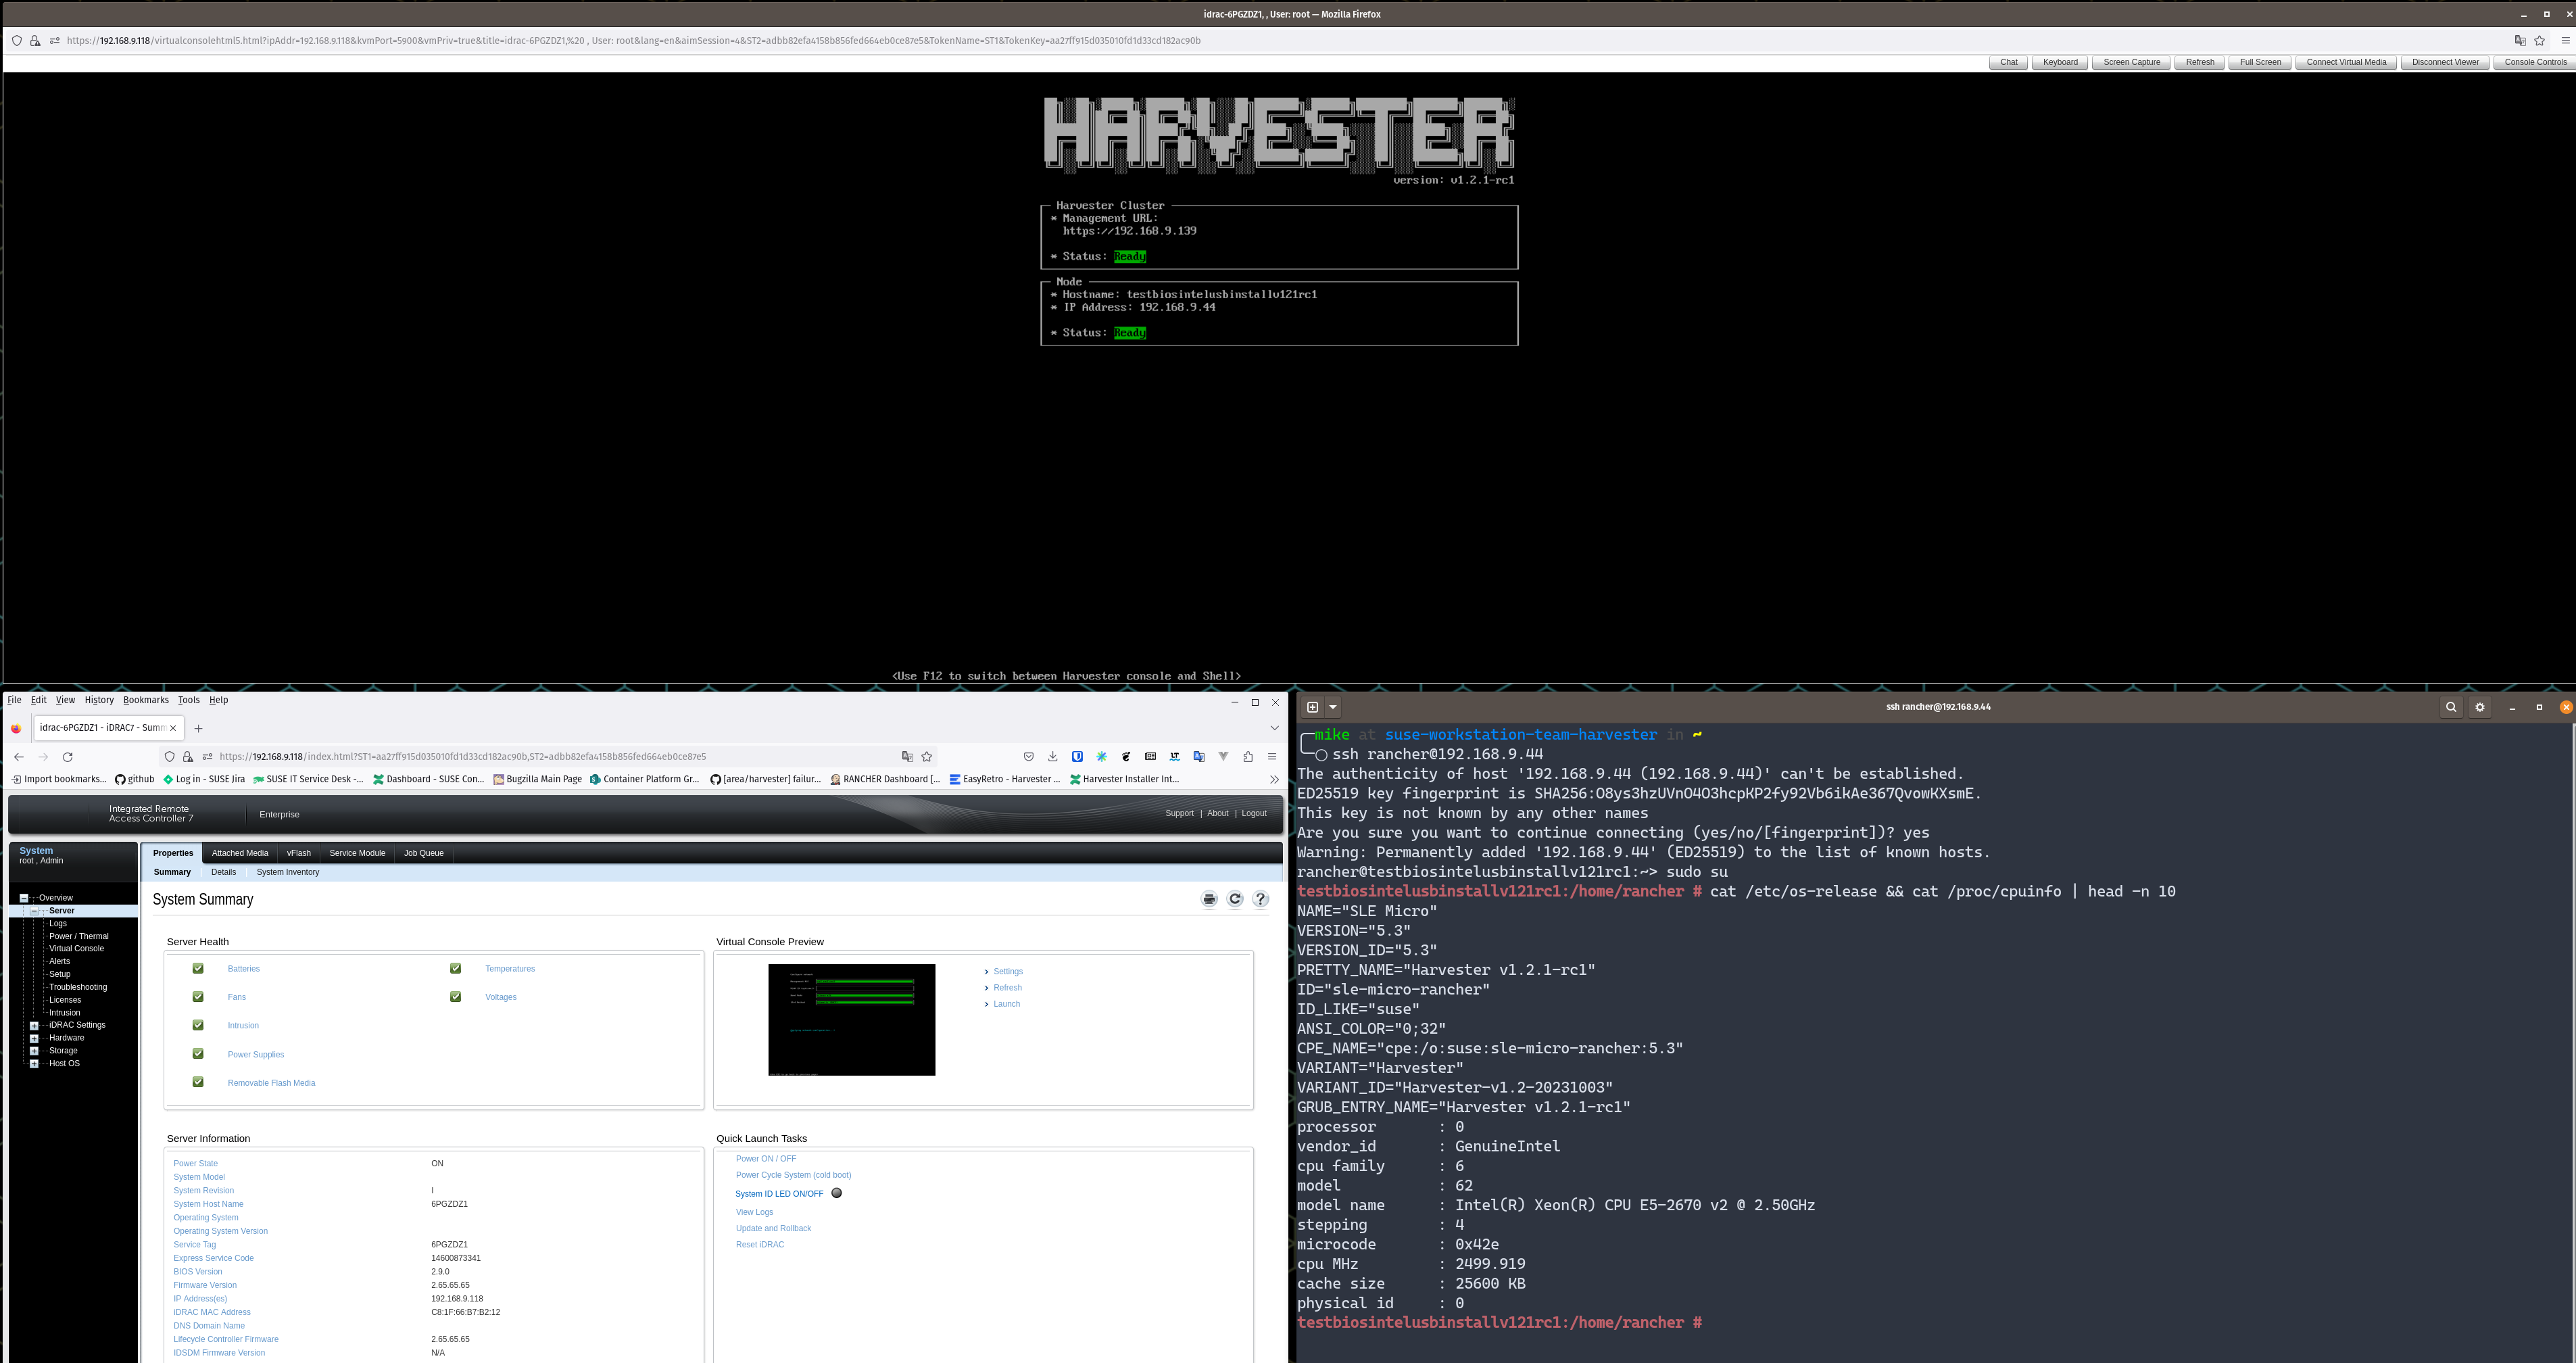 idrac-6PGZDZ1, , User: root — Mozilla Firefox
https://192.168.9.118/virtualconsolehtml5.html?ipAddr=192.168.9.118&kvmPort=5900&vmPriv=true&title=idrac-6PGZDZ1,%20 , User: root&lang=en&aimSession=4&ST2=adbb82efa4158b856fed664eb0ce87e5&TokenName=ST1&TokenKey=aa27ff915d035010fd1d33cd182ac90b
Chat Keyboard Screen Capture Refresh Full Screen Connect Virtual Media Disconnect Viewer Console Controls
HARVESTER
version: v1.2.1-rc1
Harvester Cluster
* Management URL:
https://192.168.9.139
* Status: Ready
Node
* Hostname: testbiosintelusbinstallv121rc1
* IP Address: 192.168.9.44
* Status: Ready
<Use F12 to switch between Harvester console and Shell>
File Edit View History Bookmarks Tools Help
idrac-6PGZDZ1 - iDRAC7 - Summ
https://192.168.9.118/index.html?ST1=aa27ff915d035010fd1d33cd182ac90b,ST2=adbb82efa4158b856fed664eb0ce87e5
Import bookmarks... github Log in - SUSE Jira SUSE IT Service Desk -... Dashboard - SUSE Con... Bugzilla Main Page Container Platform Gr... [area/harvester] failur... RANCHER Dashboard [... EasyRetro - Harvester ... Harvester Installer Int...
Integrated Remote
Access Controller 7
Enterprise
Support | About | Logout
System
root , Admin
Overview
Server
Logs
Power / Thermal
Virtual Console
Alerts
Setup
Troubleshooting
Licenses
Intrusion
iDRAC Settings
Hardware
Storage
Host OS
Properties Attached Media vFlash Service Module Job Queue
Summary Details System Inventory
System Summary
Server Health
Batteries Temperatures
Fans Voltages
Intrusion
Power Supplies
Removable Flash Media
Virtual Console Preview
Settings
Refresh
Launch
Server Information
Power State ON
System Model
System Revision I
System Host Name 6PGZDZ1
Operating System
Operating System Version
Service Tag 6PGZDZ1
Express Service Code 14600873341
BIOS Version 2.9.0
Firmware Version 2.65.65.65
IP Address(es) 192.168.9.118
iDRAC MAC Address C8:1F:66:B7:B2:12
DNS Domain Name
Lifecycle Controller Firmware 2.65.65.65
IDSDM Firmware Version N/A
Quick Launch Tasks
Power ON / OFF
Power Cycle System (cold boot)
System ID LED ON/OFF
View Logs
Update and Rollback
Reset iDRAC
ssh rancher@192.168.9.44
mike at suse-workstation-team-harvester in ~
ssh rancher@192.168.9.44
The authenticity of host '192.168.9.44 (192.168.9.44)' can't be established.
ED25519 key fingerprint is SHA256:O8ys3hzUVnO4O3hcpKP2fy92Vb6ikAe367QvowKXsmE.
This key is not known by any other names
Are you sure you want to continue connecting (yes/no/[fingerprint])? yes
Warning: Permanently added '192.168.9.44' (ED25519) to the list of known hosts.
rancher@testbiosintelusbinstallv121rc1:~> sudo su
testbiosintelusbinstallv121rc1:/home/rancher # cat /etc/os-release && cat /proc/cpuinfo | head -n 10
NAME="SLE Micro"
VERSION="5.3"
VERSION_ID="5.3"
PRETTY_NAME="Harvester v1.2.1-rc1"
ID="sle-micro-rancher"
ID_LIKE="suse"
ANSI_COLOR="0;32"
CPE_NAME="cpe:/o:suse:sle-micro-rancher:5.3"
VARIANT="Harvester"
VARIANT_ID="Harvester-v1.2-20231003"
GRUB_ENTRY_NAME="Harvester v1.2.1-rc1"
processor : 0
vendor_id : GenuineIntel
cpu family : 6
model : 62
model name : Intel(R) Xeon(R) CPU E5-2670 v2 @ 2.50GHz
stepping : 4
microcode : 0x42e
cpu MHz : 2499.919
cache size : 25600 KB
physical id : 0
testbiosintelusbinstallv121rc1:/home/rancher #